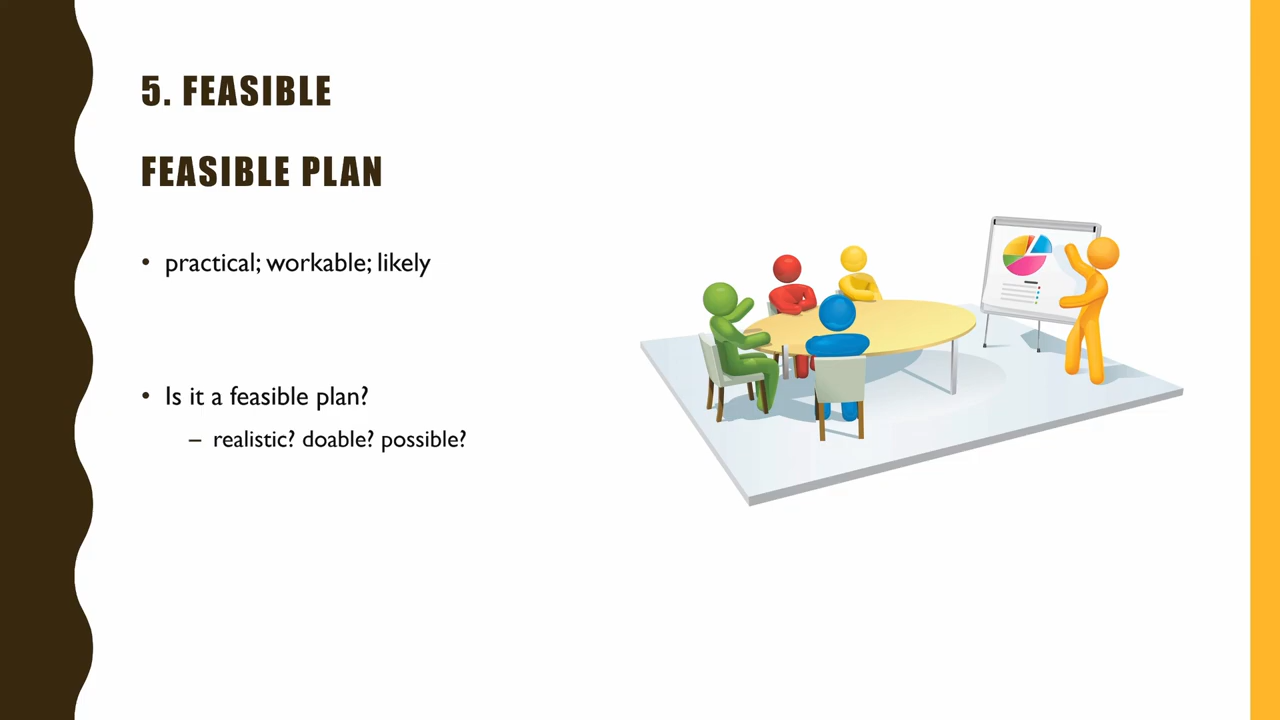 5. FEASIBLE
FEASIBLE PLAN
• practical; workable; likely
• Is it a feasible plan?
– realistic? doable? possible?